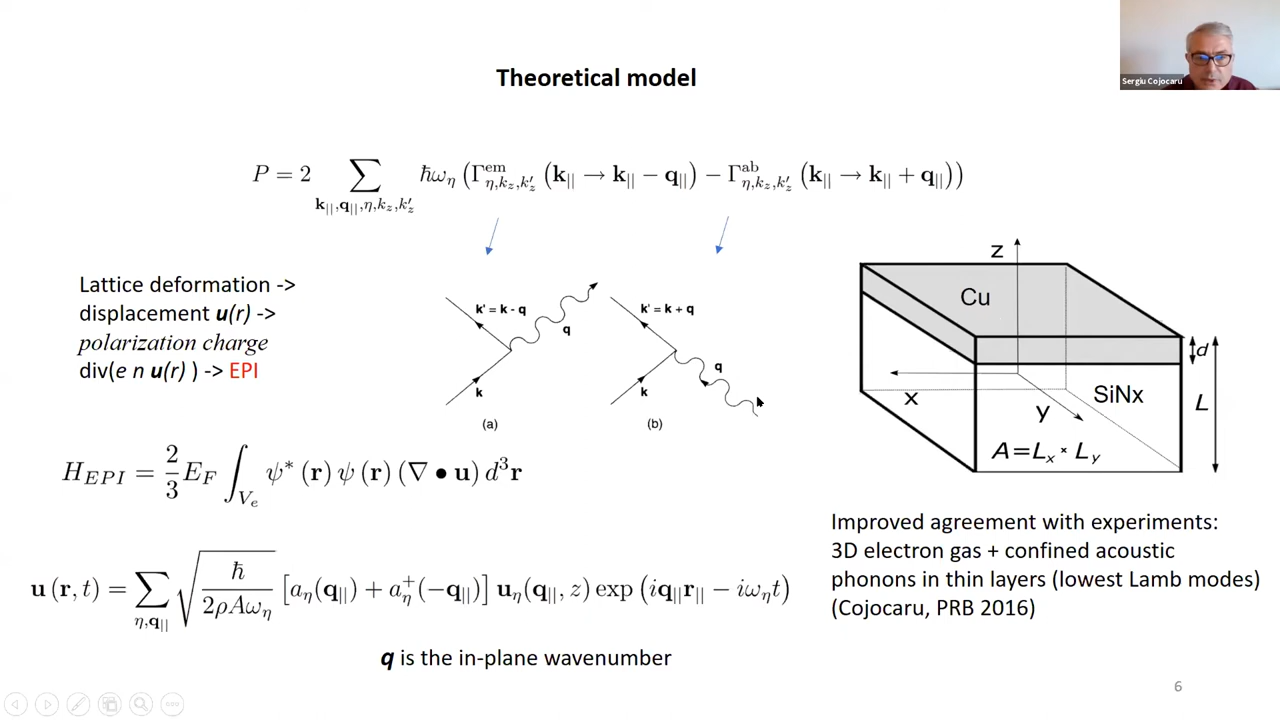 Sergiu Cojocaru
Theoretical model
P = 2 ∑ ħω_η (Γ^em_{η,k_z,k′_z} (k_|| → k_|| − q_||) − Γ^ab_{η,k_z,k′_z} (k_|| → k_|| + q_||))
k_||,q_||,η,k_z,k′_z
Lattice deformation ->
displacement u(r) ->
polarization charge
div(e n u(r) ) -> EPI
k' = k - q
q
k
(a)
k' = k + q
q
k
(b)
z
Cu
d
x
y
SiNx
L
A=L_x × L_y
H_EPI = 2/3 E_F ∫_{V_e} ψ* (r) ψ (r) (∇ • u) d³r
u (r, t) = ∑_{η,q_||} √(ħ/(2ρAω_η)) [a_η(q_||) + a⁺_η(−q_||)] u_η(q_||, z) exp (iq_||r_|| − iω_ηt)
q is the in-plane wavenumber
Improved agreement with experiments:
3D electron gas + confined acoustic
phonons in thin layers (lowest Lamb modes)
(Cojocaru, PRB 2016)
6